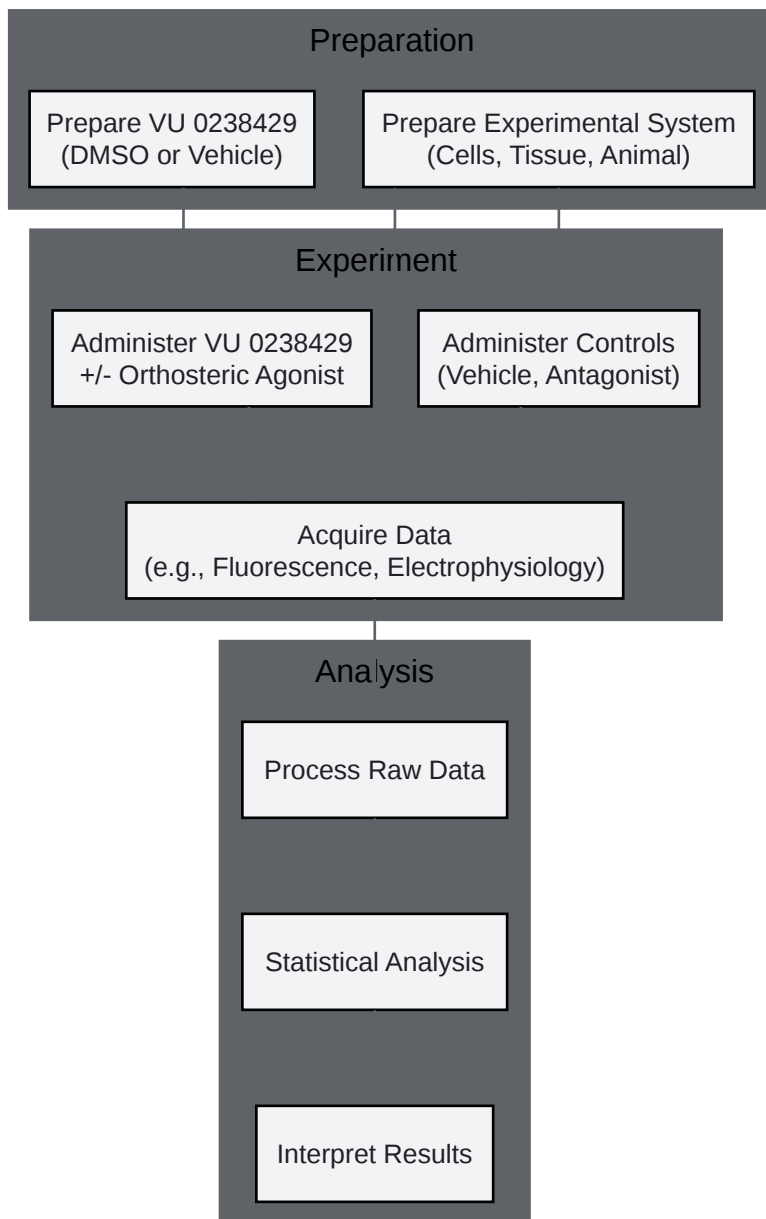 Preparation
Prepare VU 0238429
(DMSO or Vehicle)
Prepare Experimental System
(Cells, Tissue, Animal)
Experiment
Administer VU 0238429
+/- Orthosteric Agonist
Administer Controls
(Vehicle, Antagonist)
Acquire Data
(e.g., Fluorescence, Electrophysiology)
Analysis
Process Raw Data
Statistical Analysis
Interpret Results